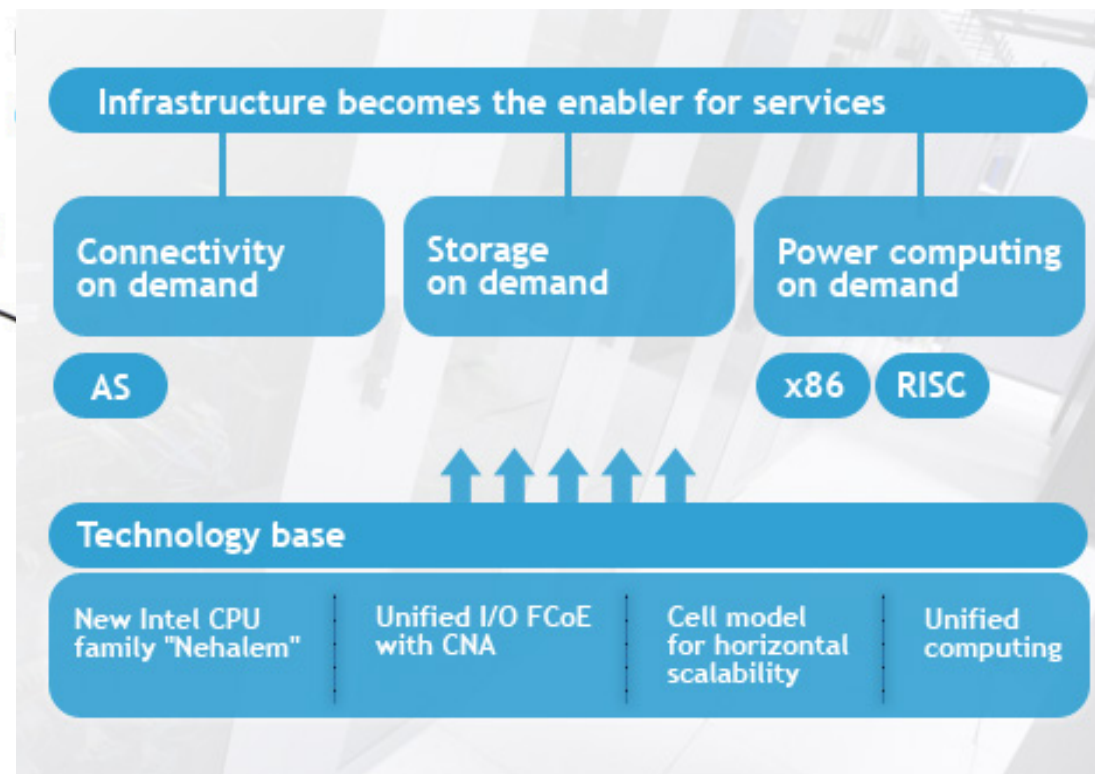 Infrastructure becomes the enabler for services
Connectivity
on demand
Storage
on demand
Power computing
on demand
AS
x86
RISC
Technology base
New Intel CPU
family "Nehalem"
Unified I/O FCoE
with CNA
Cell model
for horizontal
scalability
Unified
computing